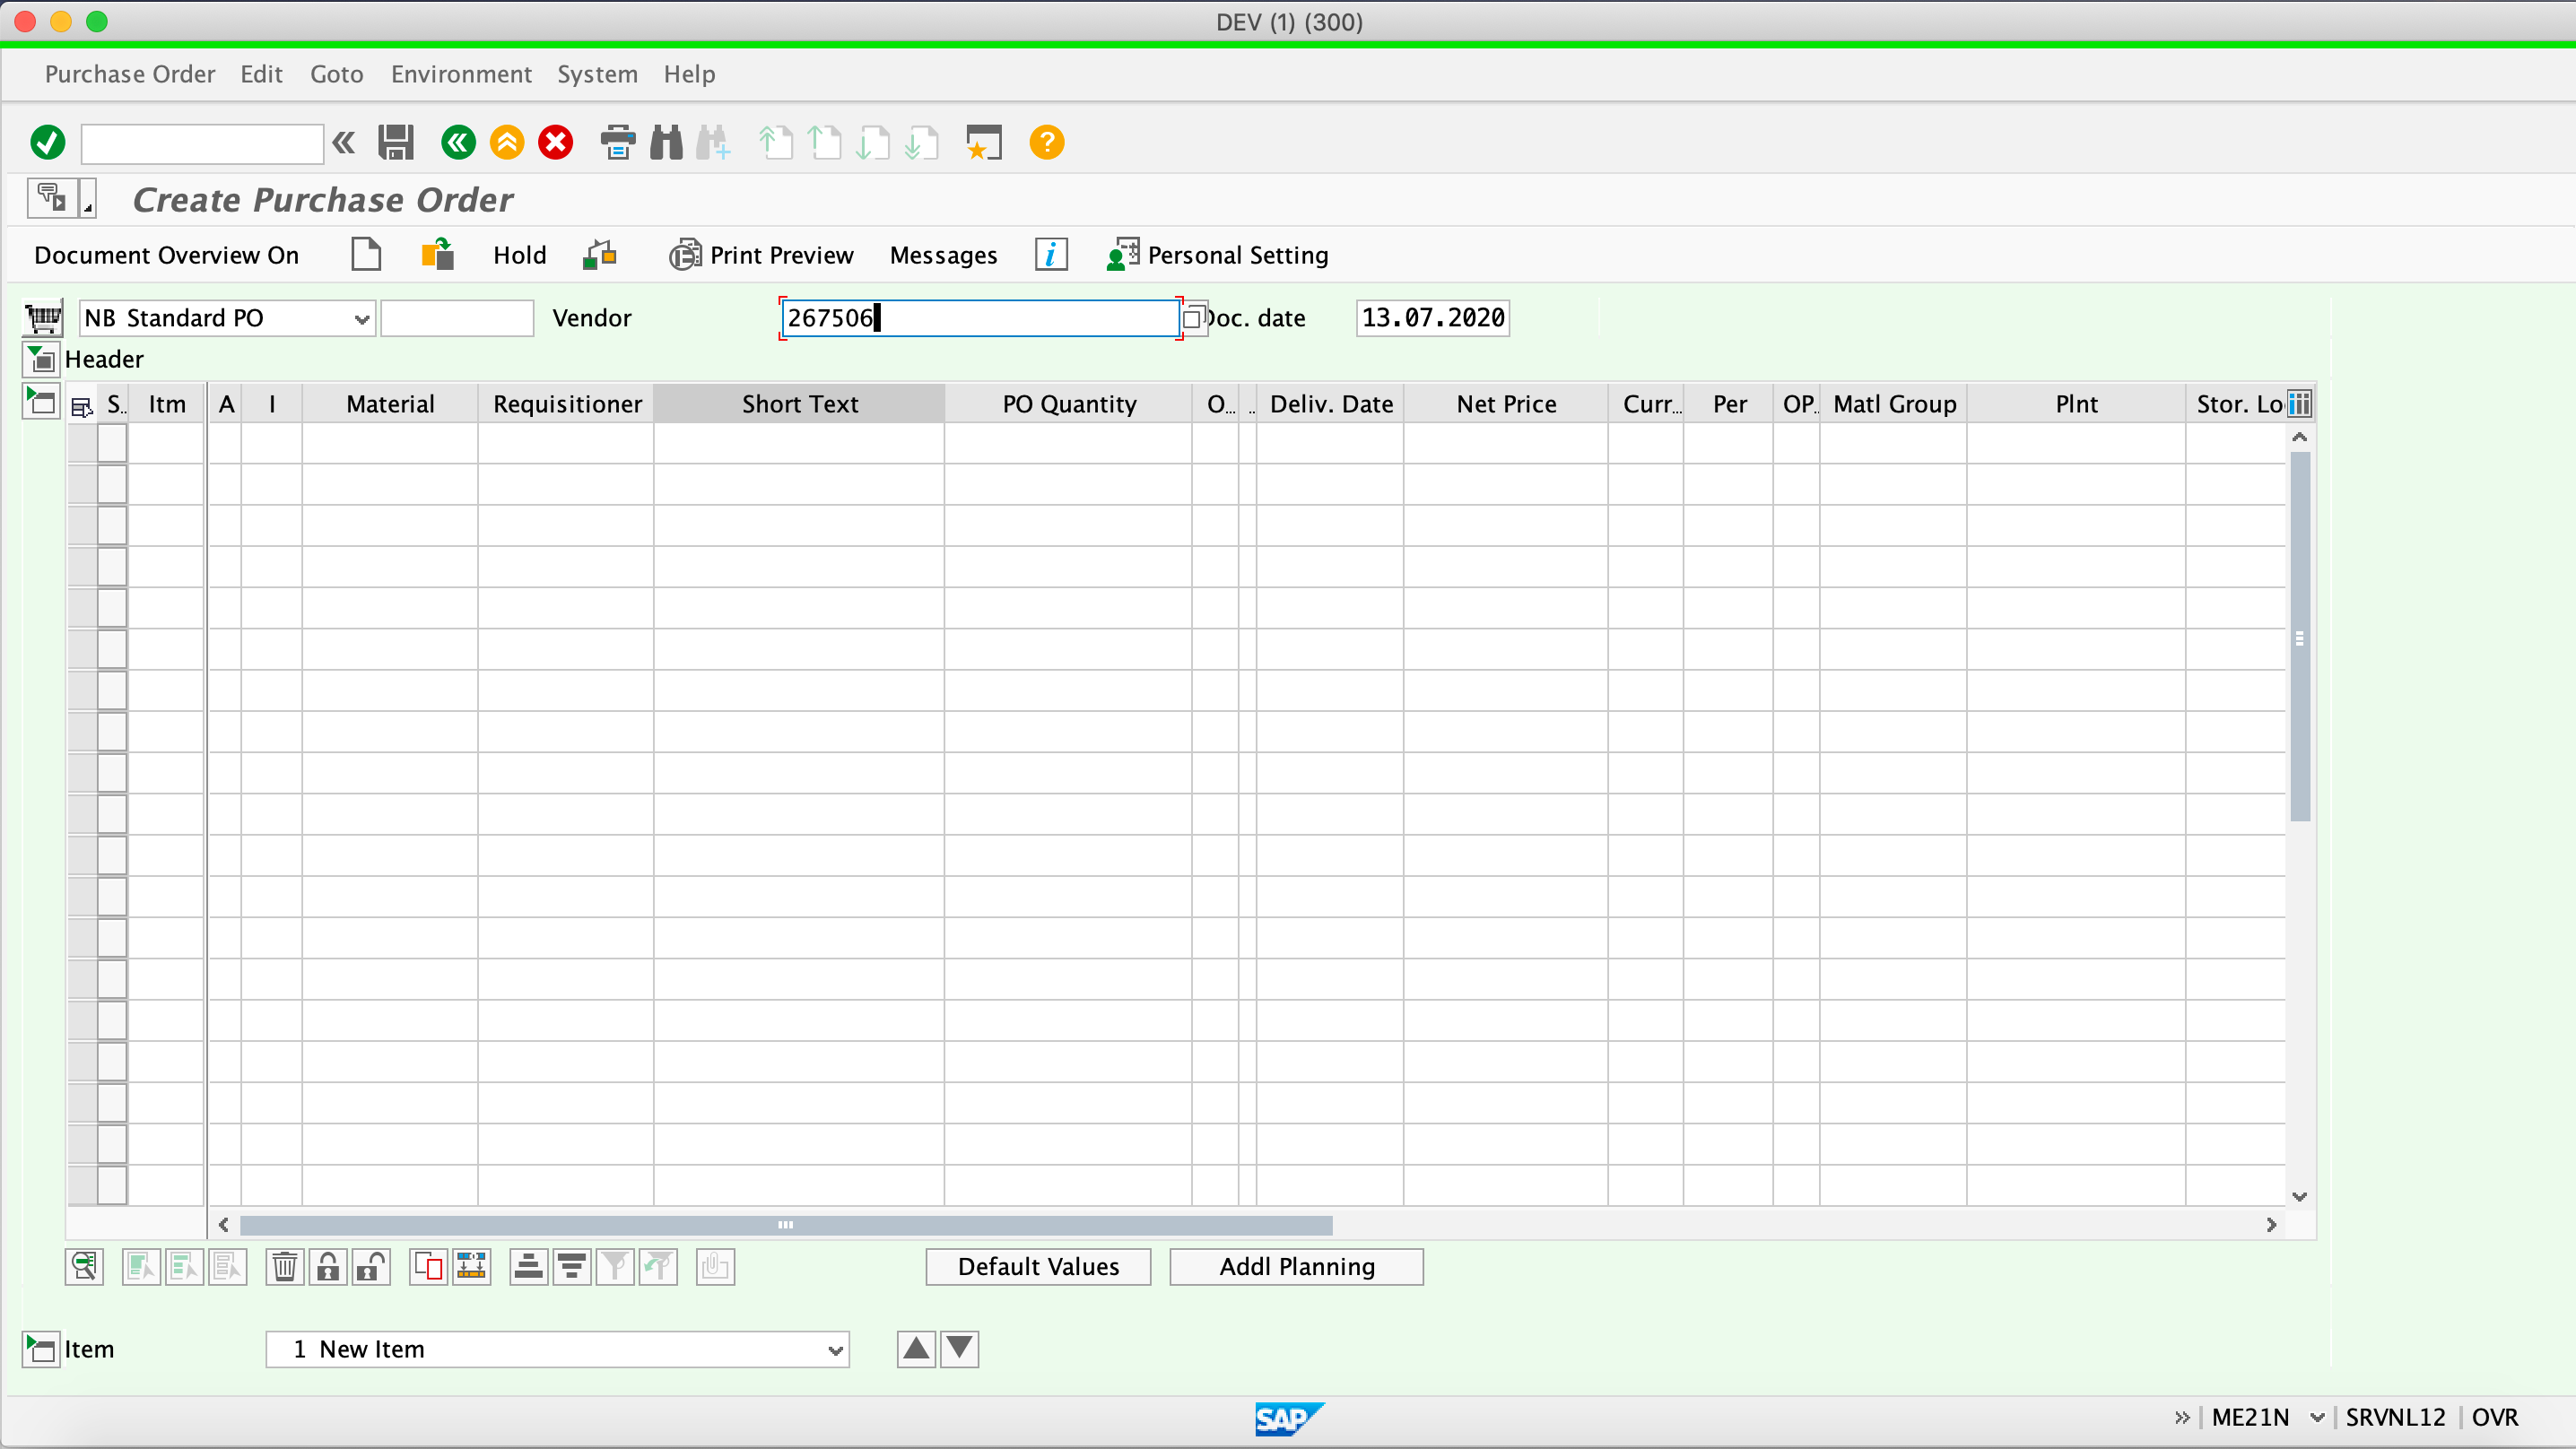 DEV (1) (300)
Purchase Order Edit Goto Environment System Help
Create Purchase Order
Document Overview On Hold Print Preview Messages Personal Setting
NB Standard PO Vendor 267506 Doc. date 13.07.2020
Header
S.. Itm A I Material Requisitioner Short Text PO Quantity O... .. Deliv. Date Net Price Curr... Per OP.. Matl Group Plnt Stor. Lo
Default Values Addl Planning
Item 1 New Item
SAP ME21N SRVNL12 OVR